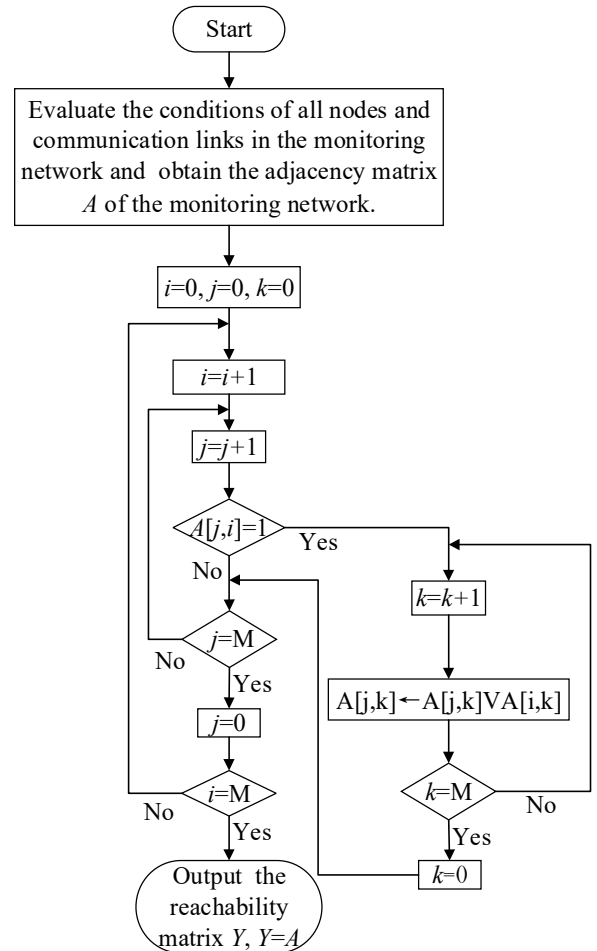 Start
Evaluate the conditions of all nodes and
communication links in the monitoring
network and obtain the adjacency matrix
A of the monitoring network.
i=0, j=0, k=0
i=i+1
j=j+1
A[j,i]=1
Yes
No
k=k+1
j=M
No
Yes
A[j,k]←A[j,k]VA[i,k]
j=0
k=M
No
Yes
i=M
No
Yes
k=0
Output the
reachability
matrix Y, Y=A